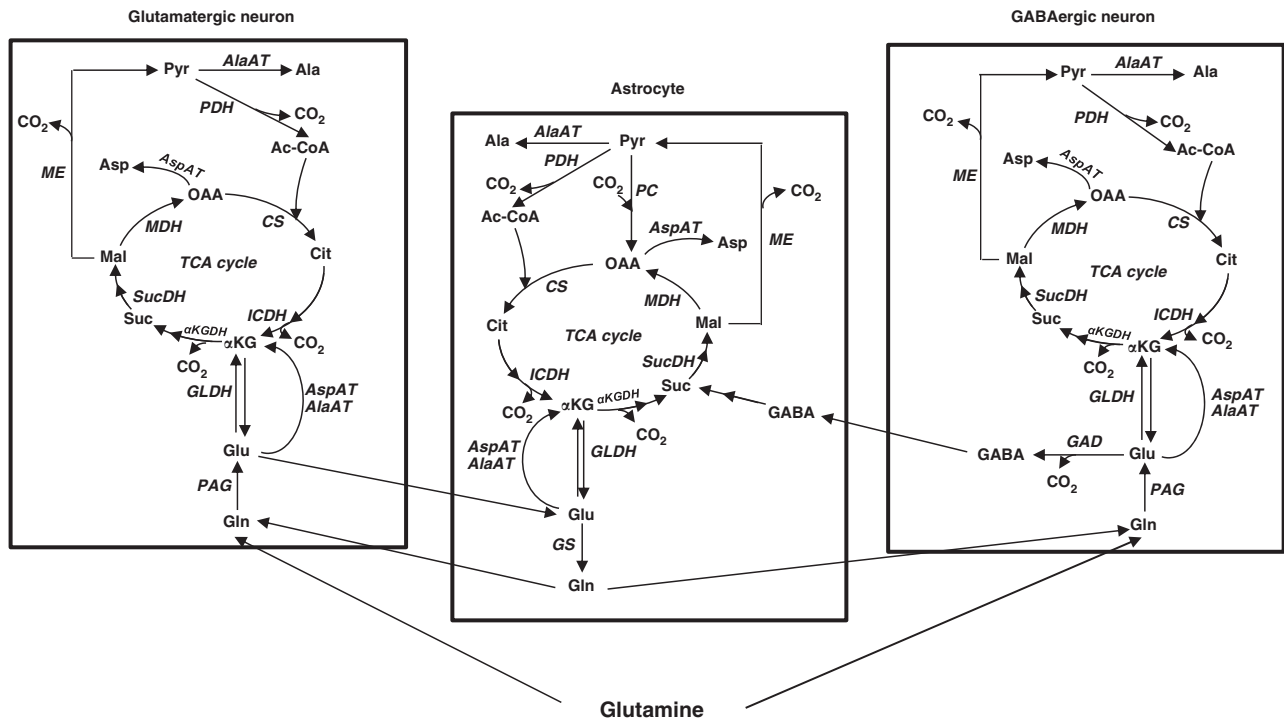 Glutamatergic neuron
GABAergic neuron
Astrocyte
Pyr
AlaAT
Ala
PDH
CO2
Ac-CoA
CO2
ME
Asp
AspAT
OAA
CS
MDH
Mal
TCA cycle
Cit
SucDH
Suc
αKGDH
ICDH
CO2
αKG
CO2
GLDH
AspAT
AlaAT
Glu
PAG
Gln
Ala
AlaAT
Pyr
PDH
CO2
CO2
PC
Ac-CoA
CO2
ME
AspAT
Asp
OAA
CS
MDH
Cit
Mal
TCA cycle
SucDH
ICDH
Suc
CO2
αKG
αKGDH
CO2
GABA
AspAT
AlaAT
GLDH
Glu
GS
Gln
Pyr
AlaAT
Ala
PDH
CO2
Ac-CoA
CO2
ME
Asp
AspAT
OAA
CS
MDH
Mal
TCA cycle
Cit
SucDH
Suc
αKGDH
ICDH
CO2
αKG
CO2
GLDH
AspAT
AlaAT
GABA
GAD
Glu
CO2
PAG
Gln
Glutamine